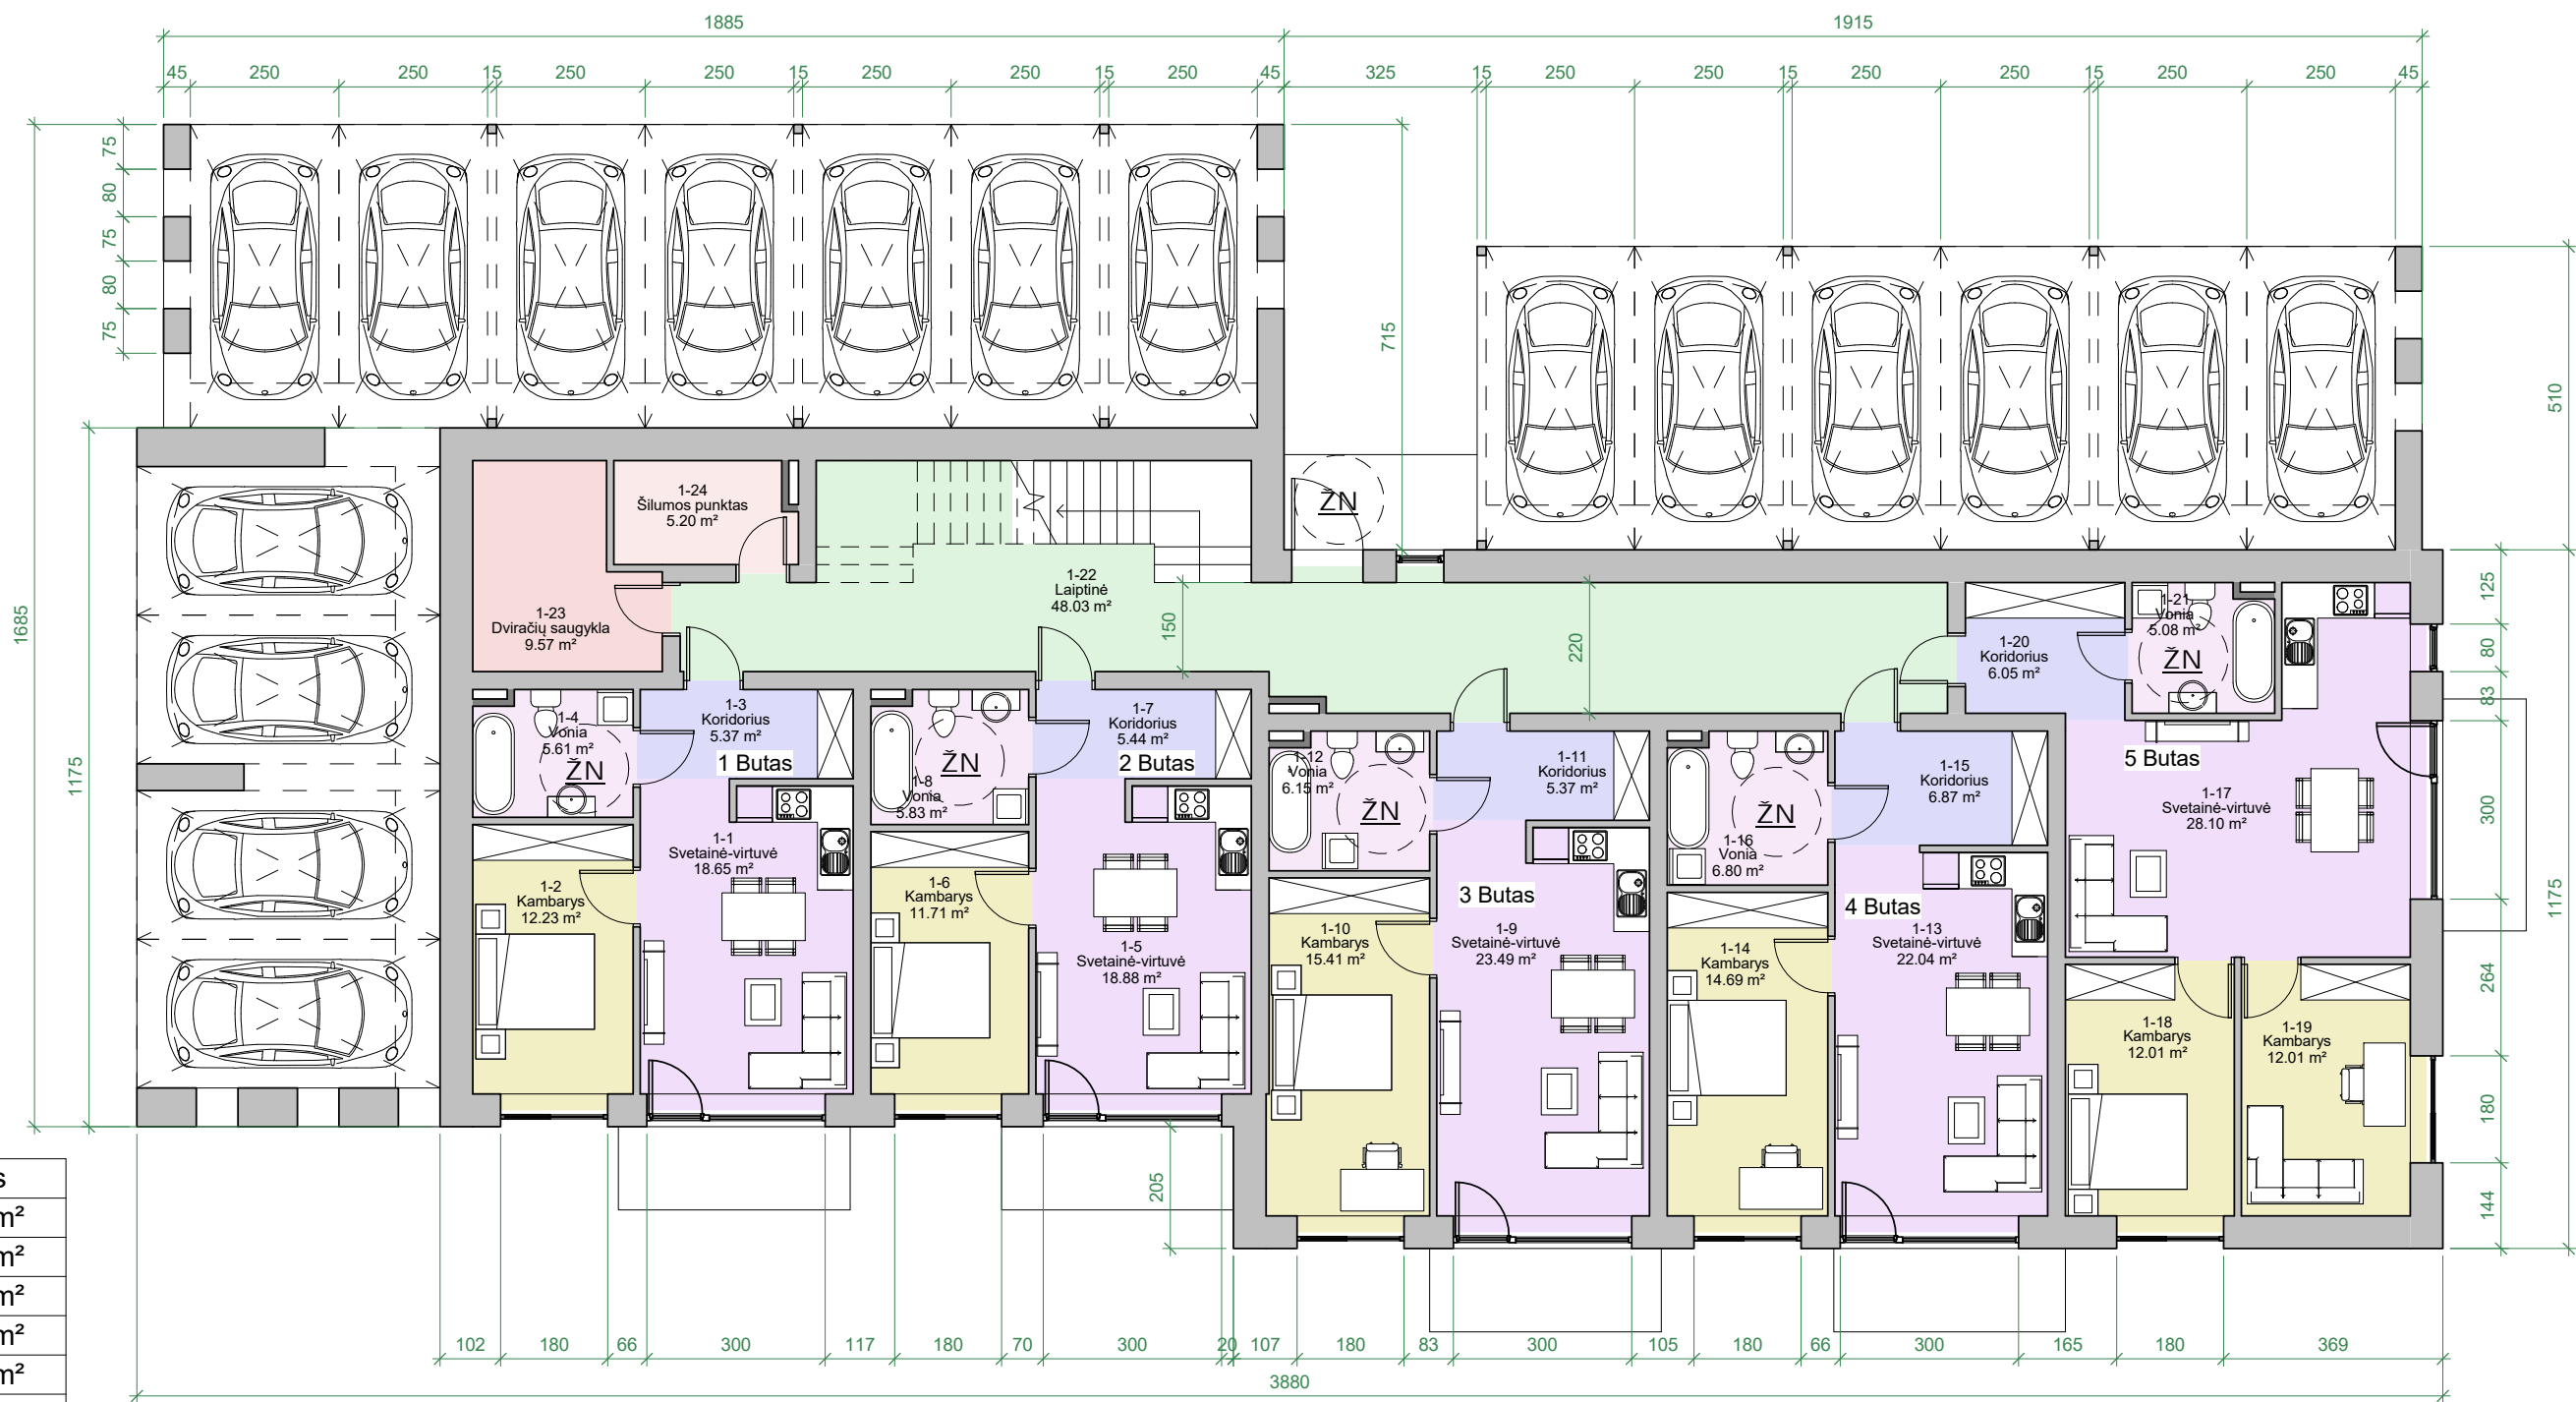 1885
1915
45
250
250
15
250
250
15
250
250
15
250
45
325
15
250
250
15
250
250
15
250
250
45
75
80
75
80
75
1685
1175
715
510
1175
ŽN
1-24
Šilumos punktas
5.20 m²
1-23
Dviračių saugykla
9.57 m²
1-22
Laiptinė
48.03 m²
150
220
1-20
Koridorius
6.05 m²
1-21
Vonia
5.08 m²
ŽN
125
80
83
300
264
180
144
1-4
Vonia
5.61 m²
ŽN
1-3
Koridorius
5.37 m²
1 Butas
1-8
Vonia
5.83 m²
ŽN
1-7
Koridorius
5.44 m²
2 Butas
1-12
Vonia
6.15 m²
ŽN
1-11
Koridorius
5.37 m²
3 Butas
1-16
Vonia
6.80 m²
ŽN
1-15
Koridorius
6.87 m²
4 Butas
5 Butas
1-17
Svetainė-virtuvė
28.10 m²
1-2
Kambarys
12.23 m²
1-1
Svetainė-virtuvė
18.65 m²
1-6
Kambarys
11.71 m²
1-5
Svetainė-virtuvė
18.88 m²
1-10
Kambarys
15.41 m²
1-9
Svetainė-virtuvė
23.49 m²
1-14
Kambarys
14.69 m²
1-13
Svetainė-virtuvė
22.04 m²
1-18
Kambarys
12.01 m²
1-19
Kambarys
12.01 m²
205
s
m²
m²
m²
m²
m²
102
180
66
300
117
180
70
300
20
107
180
83
300
105
180
66
300
165
180
369
3880